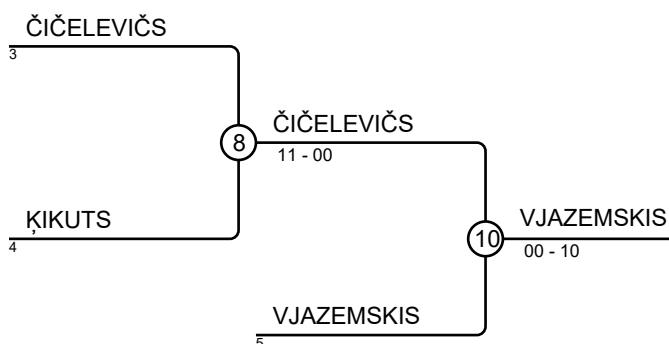 ČIČELEVIČS
3
8
ČIČELEVIČS
11 - 00
ĶIKUTS
4
10
VJAZEMSKIS
00 - 10
VJAZEMSKIS
5